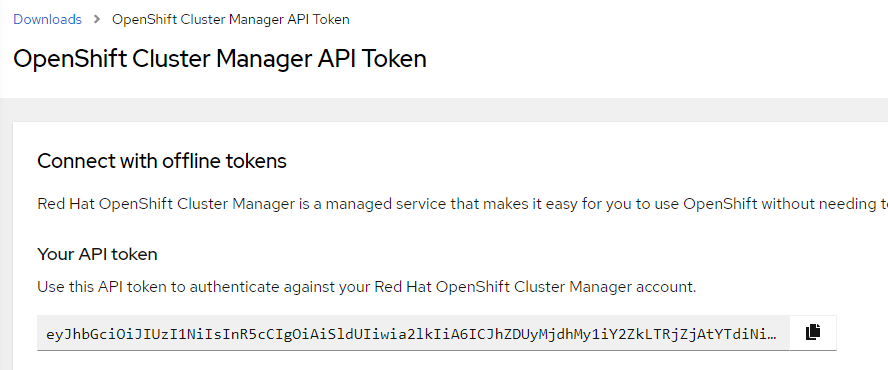 Downloads > OpenShift Cluster Manager API Token
OpenShift Cluster Manager API Token
Connect with offline tokens
Red Hat OpenShift Cluster Manager is a managed service that makes it easy for you to use OpenShift without needing t
Your API token
Use this API token to authenticate against your Red Hat OpenShift Cluster Manager account.
eyJhbGciOiJIUzI1NiIsInR5cCIgOiAiSldUIiwia2lkIiA6ICJhZDUyMjdhMy1iY2ZkLTRjZjAtYTdiNi…